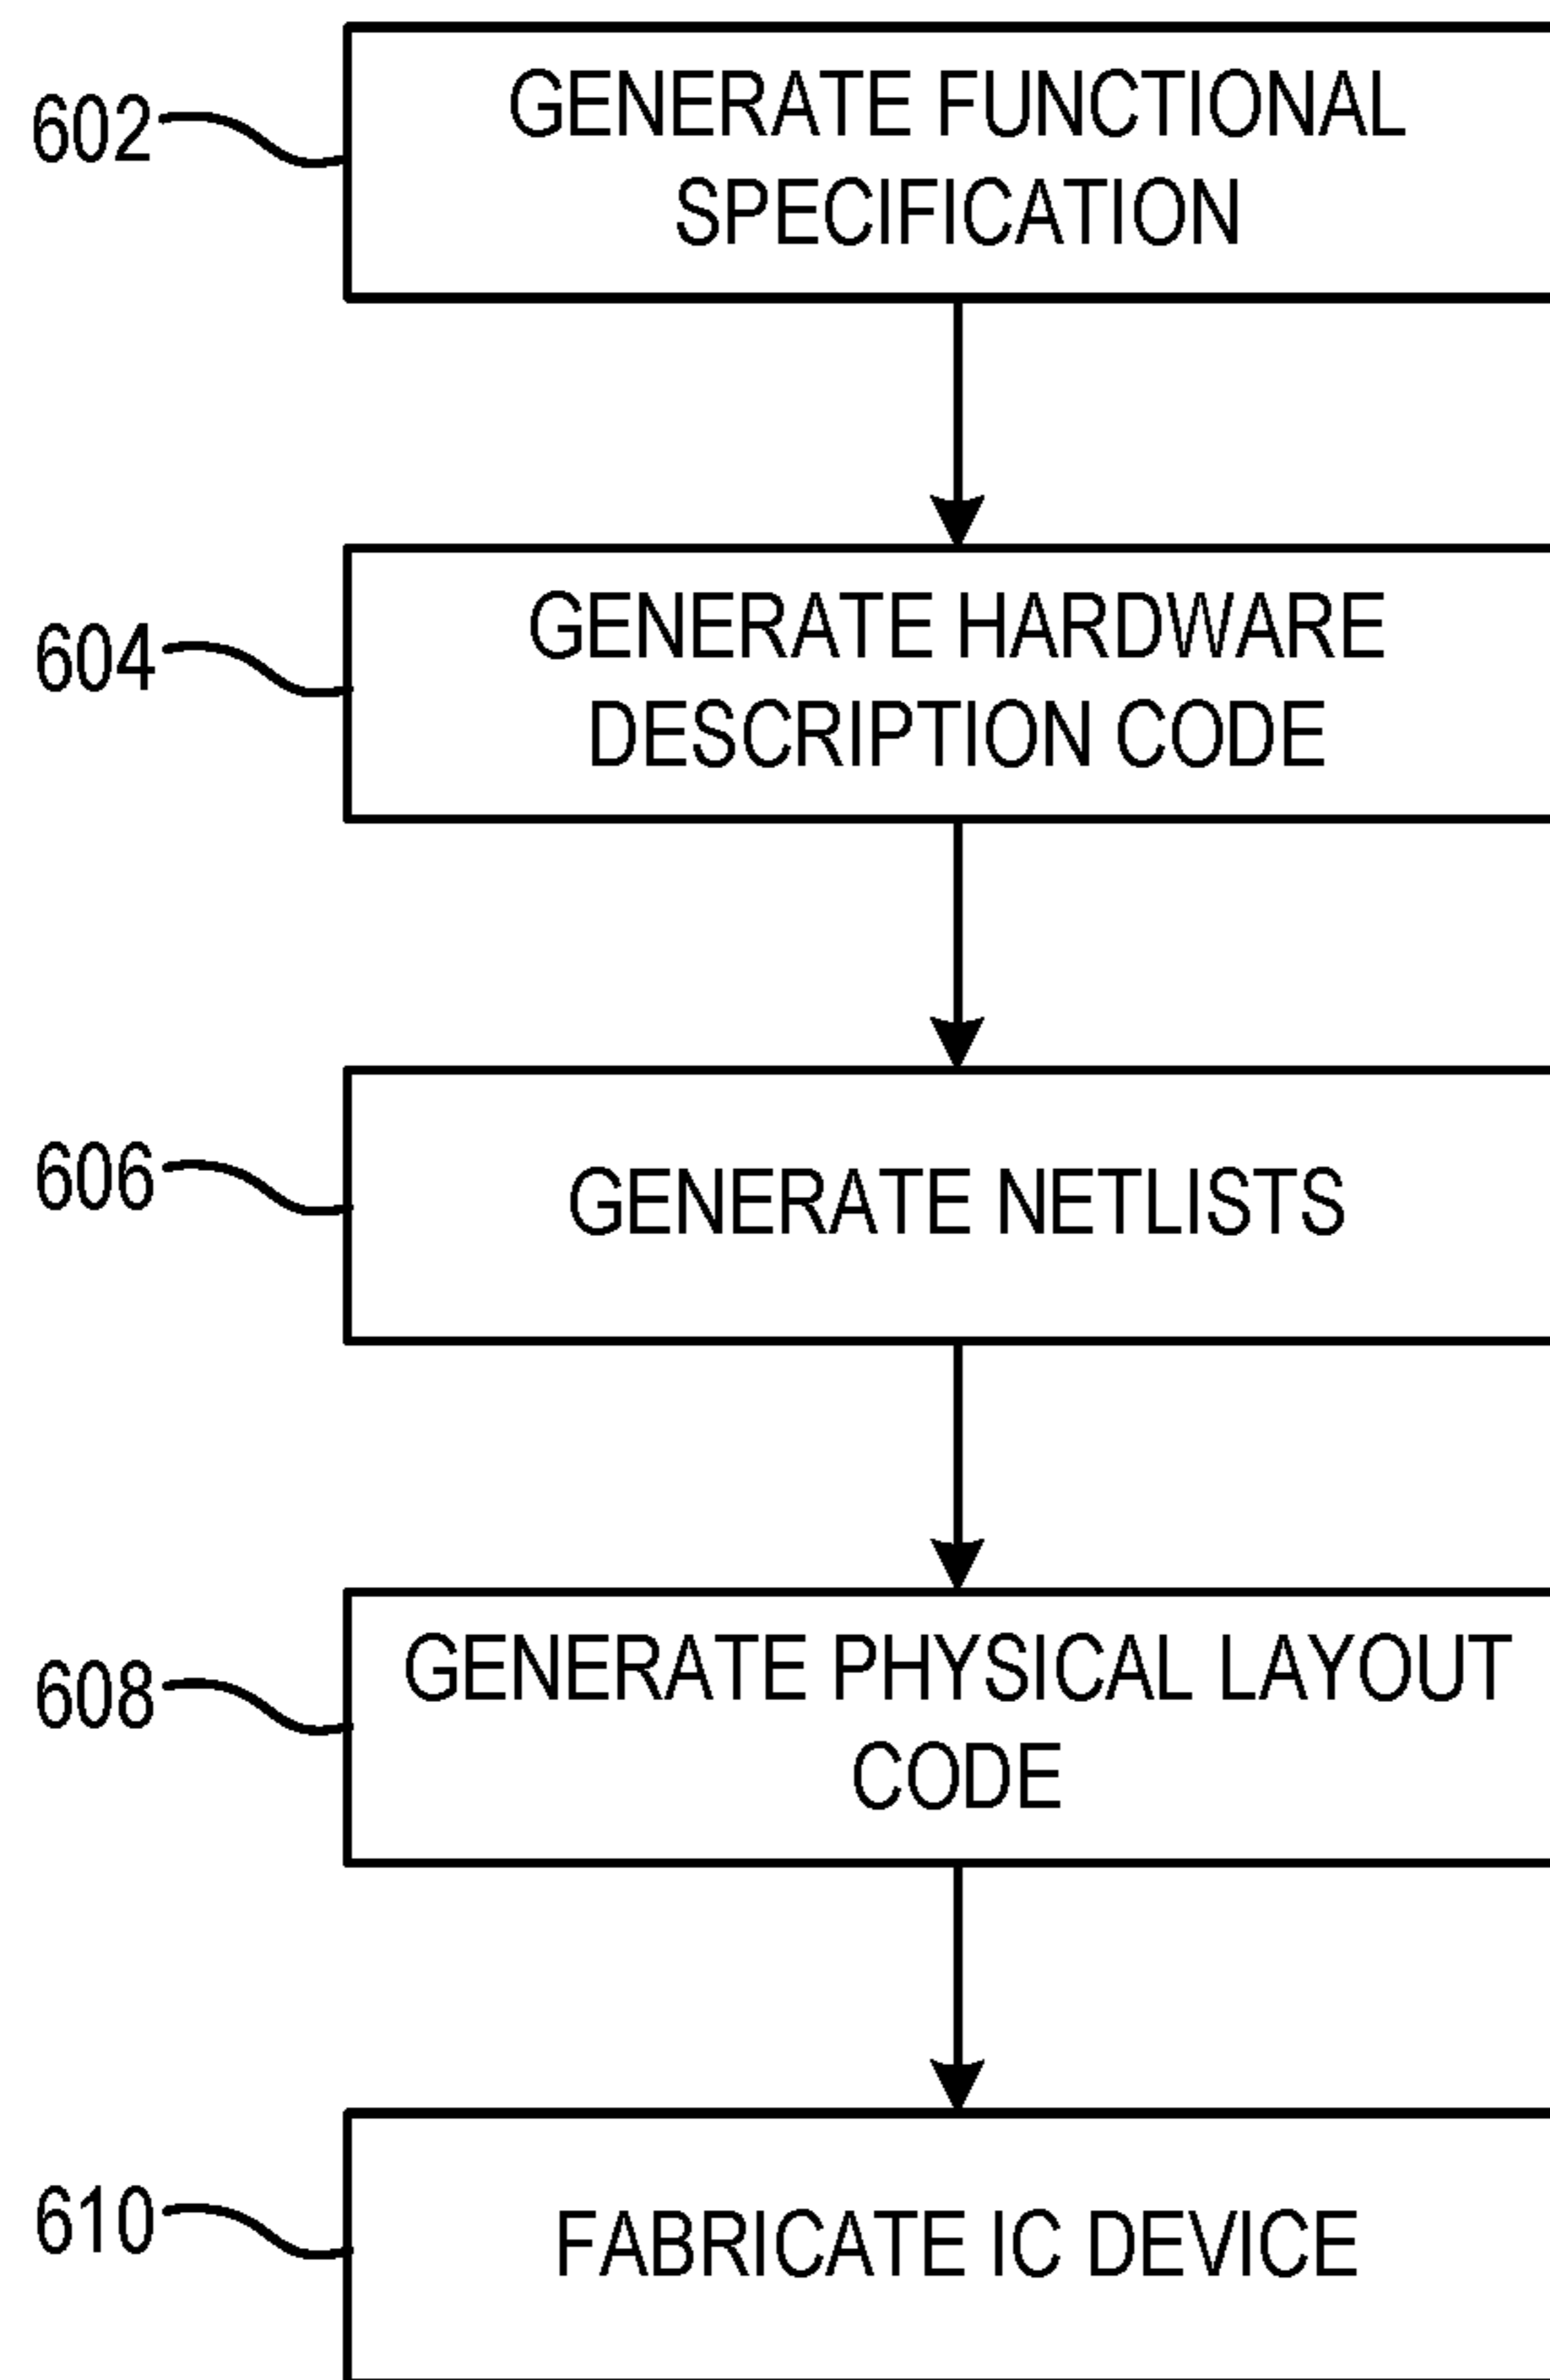 602
GENERATE FUNCTIONAL
SPECIFICATION
604
GENERATE HARDWARE
DESCRIPTION CODE
606
GENERATE NETLISTS
608
GENERATE PHYSICAL LAYOUT
CODE
610
FABRICATE IC DEVICE